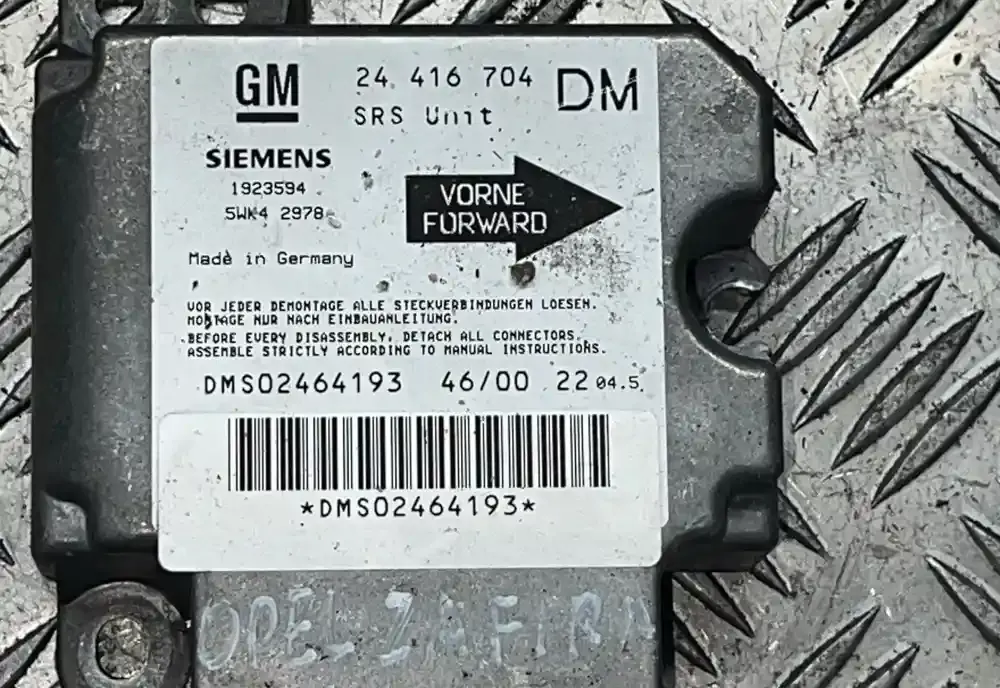 GM 24 416 704 DM
SRS Unit
SIEMENS
1923594
5WK4 2978
VORNE
FORWARD
Made in Germany
VOR JEDER DEMONTAGE ALLE STECKVERBINDUNGEN LOESEN.
MONTAGE NUR NACH EINBAUANLEITUNG.
BEFORE EVERY DISASSEMBLY, DETACH ALL CONNECTORS.
ASSEMBLE STRICTLY ACCORDING TO MANUAL INSTRUCTIONS.
DMS02464193 46/00 22 04.5
*DMS02464193*
OPEL ZAFIRA